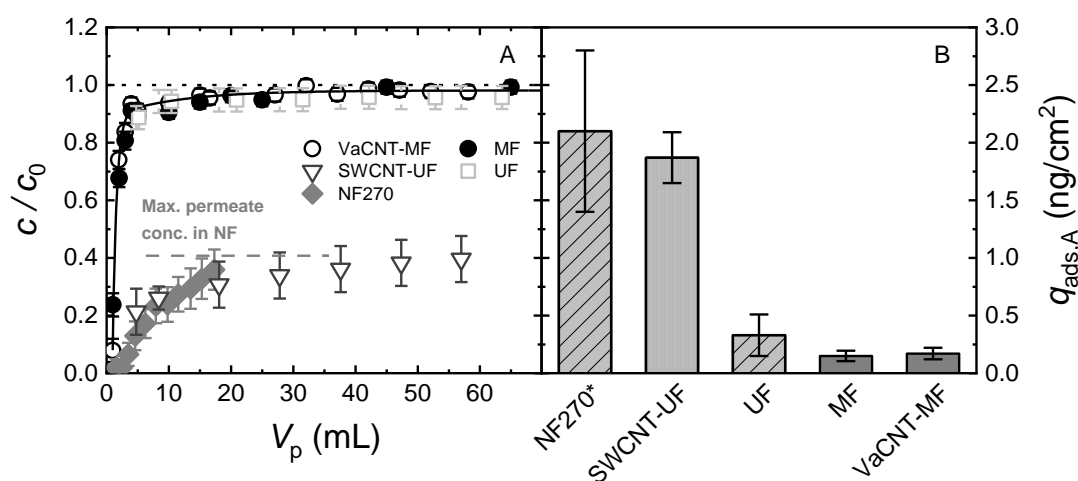 A
B
1.2
1.0
0.8
0.6
0.4
0.2
0.0
c / c0
VaCNT-MF
MF
SWCNT-UF
UF
NF270
Max. permeate
conc. in NF
0 10 20 30 40 50 60
Vp (mL)
3.0
2.5
2.0
1.5
1.0
0.5
0.0
qads.A (ng/cm²)
NF270*
SWCNT-UF
UF
MF
VaCNT-MF